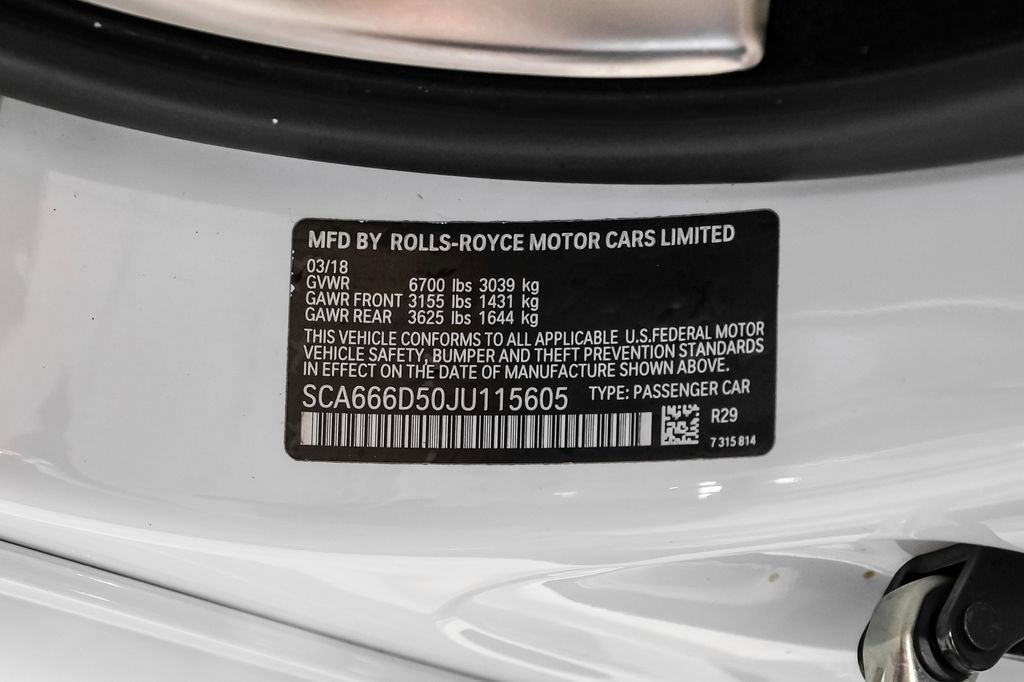 MFD BY ROLLS-ROYCE MOTOR CARS LIMITED
03/18
GVWR 6700 lbs 3039 kg
GAWR FRONT 3155 lbs 1431 kg
GAWR REAR 3625 lbs 1644 kg
THIS VEHICLE CONFORMS TO ALL APPLICABLE U.S.FEDERAL MOTOR
VEHICLE SAFETY, BUMPER AND THEFT PREVENTION STANDARDS
IN EFFECT ON THE DATE OF MANUFACTURE SHOWN ABOVE.
SCA666D50JU115605 TYPE: PASSENGER CAR
R29
7 315 814